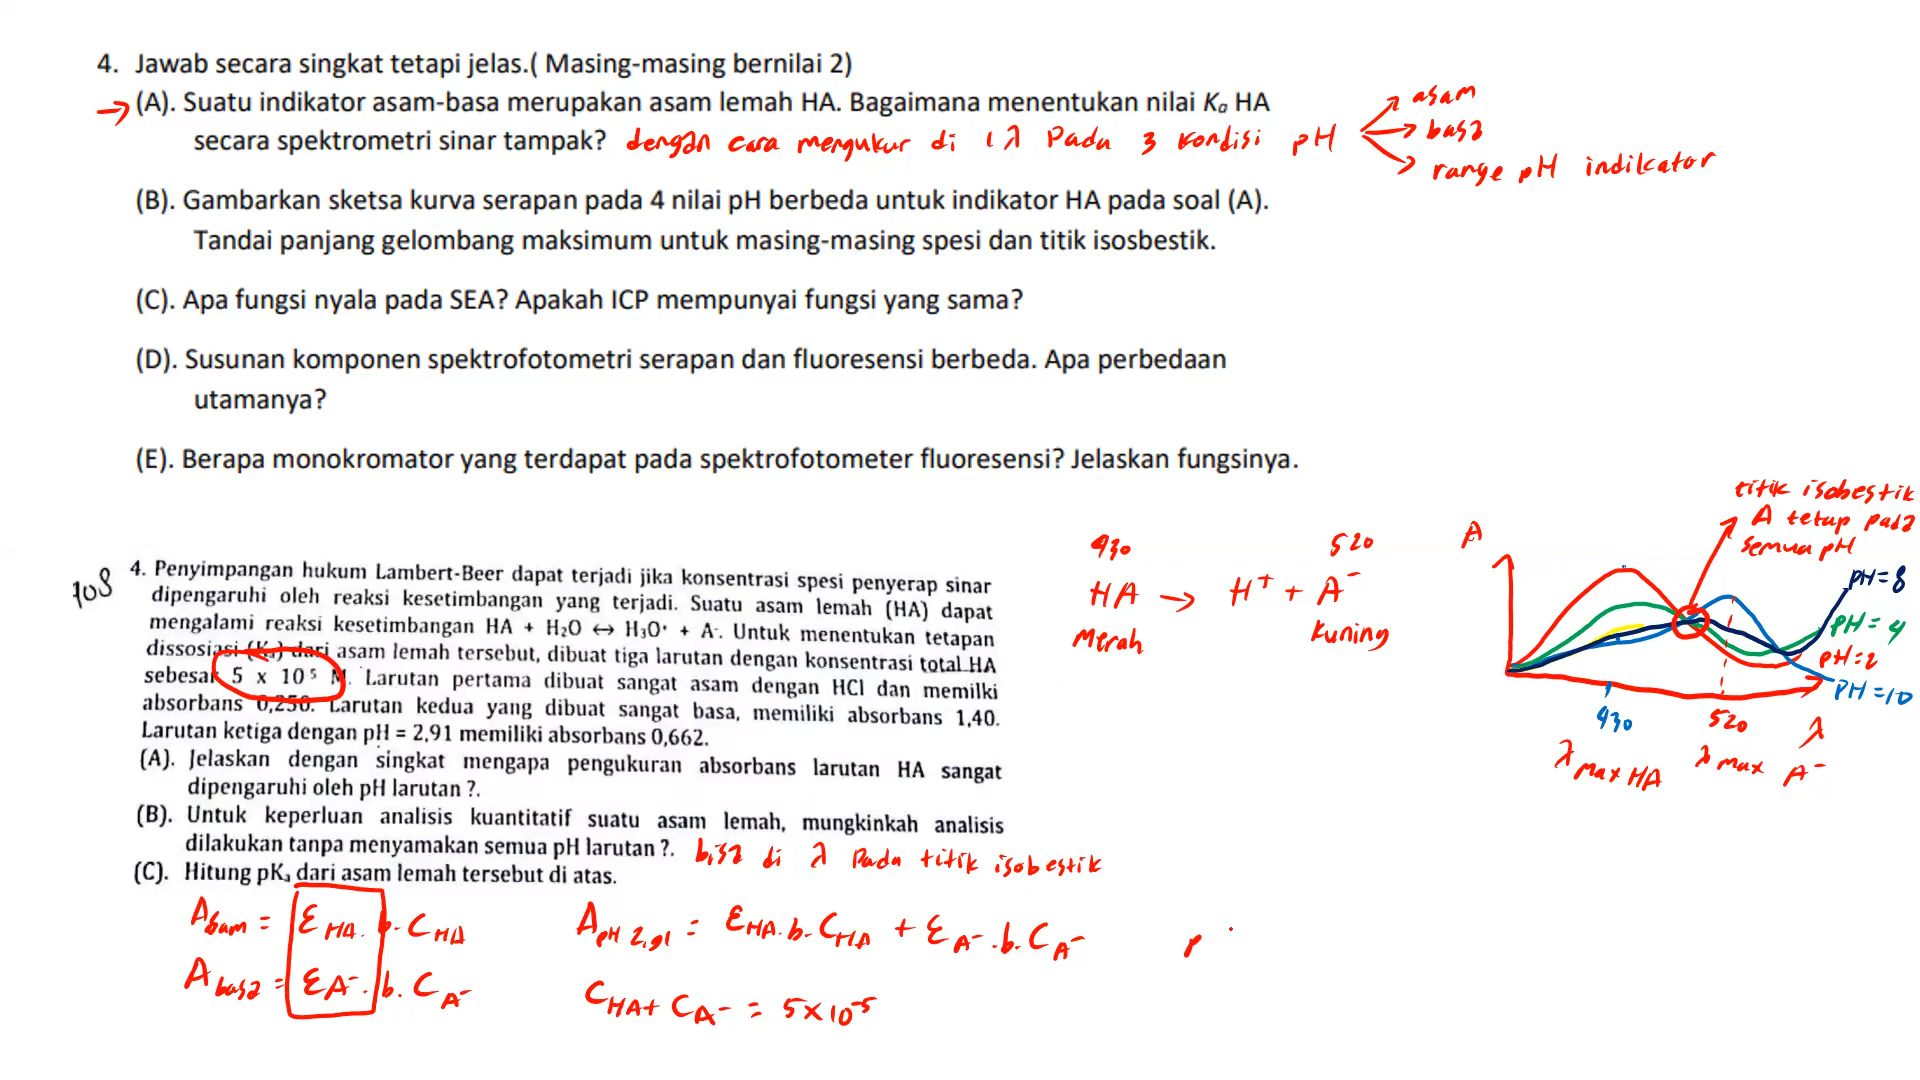 4. Jawab secara singkat tetapi jelas.( Masing-masing bernilai 2)
→ (A). Suatu indikator asam-basa merupakan asam lemah HA. Bagaimana menentukan nilai Kₐ HA
secara spektrometri sinar tampak? dengan cara mengukur di 1 λ Pada 3 kondisi pH
asam
basa
range pH indikator
(B). Gambarkan sketsa kurva serapan pada 4 nilai pH berbeda untuk indikator HA pada soal (A).
Tandai panjang gelombang maksimum untuk masing-masing spesi dan titik isosbestik.
(C). Apa fungsi nyala pada SEA? Apakah ICP mempunyai fungsi yang sama?
(D). Susunan komponen spektrofotometri serapan dan fluoresensi berbeda. Apa perbedaan
utamanya?
(E). Berapa monokromator yang terdapat pada spektrofotometer fluoresensi? Jelaskan fungsinya.
708
4. Penyimpangan hukum Lambert-Beer dapat terjadi jika konsentrasi spesi penyerap sinar
dipengaruhi oleh reaksi kesetimbangan yang terjadi. Suatu asam lemah (HA) dapat
mengalami reaksi kesetimbangan HA + H₂O ↔ H₃O⁺ + A⁻. Untuk menentukan tetapan
dissosiasi (Kₐ) dari asam lemah tersebut, dibuat tiga larutan dengan konsentrasi total HA
sebesar 5 x 10⁵ M. Larutan pertama dibuat sangat asam dengan HCl dan memilki
absorbans 0,250. Larutan kedua yang dibuat sangat basa, memiliki absorbans 1,40.
Larutan ketiga dengan pH = 2,91 memiliki absorbans 0,662.
(A). Jelaskan dengan singkat mengapa pengukuran absorbans larutan HA sangat
dipengaruhi oleh pH larutan ?.
(B). Untuk keperluan analisis kuantitatif suatu asam lemah, mungkinkah analisis
dilakukan tanpa menyamakan semua pH larutan ?. bisa di λ Pada titik isobestik
(C). Hitung pKₐ dari asam lemah tersebut di atas.
A asam = ε HA . b . C HA
A basa = ε A⁻ . b . C A⁻
A pH 2,91 = ε HA . b . C HA + ε A⁻ . b . C A⁻
C HA + C A⁻ = 5 x 10⁻⁵
430
520
HA → H⁺ + A⁻
Merah
Kuning
titik isobestik
A tetap pada
semua pH
A
pH = 8
pH = 4
pH = 2
pH = 10
430
520
λ
λ max HA
λ max A⁻